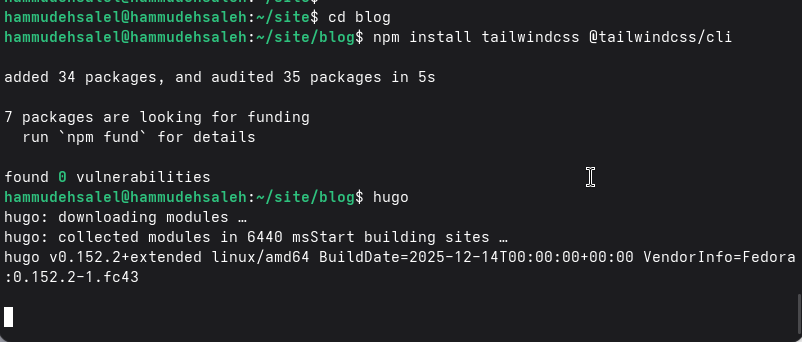 hammudehsalel@hammudehsaleh:~/site$
hammudehsalel@hammudehsaleh:~/site$ cd blog
hammudehsalel@hammudehsaleh:~/site/blog$ npm install tailwindcss @tailwindcss/cli
added 34 packages, and audited 35 packages in 5s
7 packages are looking for funding
  run `npm fund` for details
found 0 vulnerabilities
hammudehsalel@hammudehsaleh:~/site/blog$ hugo
hugo: downloading modules …
hugo: collected modules in 6440 msStart building sites …
hugo v0.152.2+extended linux/amd64 BuildDate=2025-12-14T00:00:00+00:00 VendorInfo=Fedora
:0.152.2-1.fc43